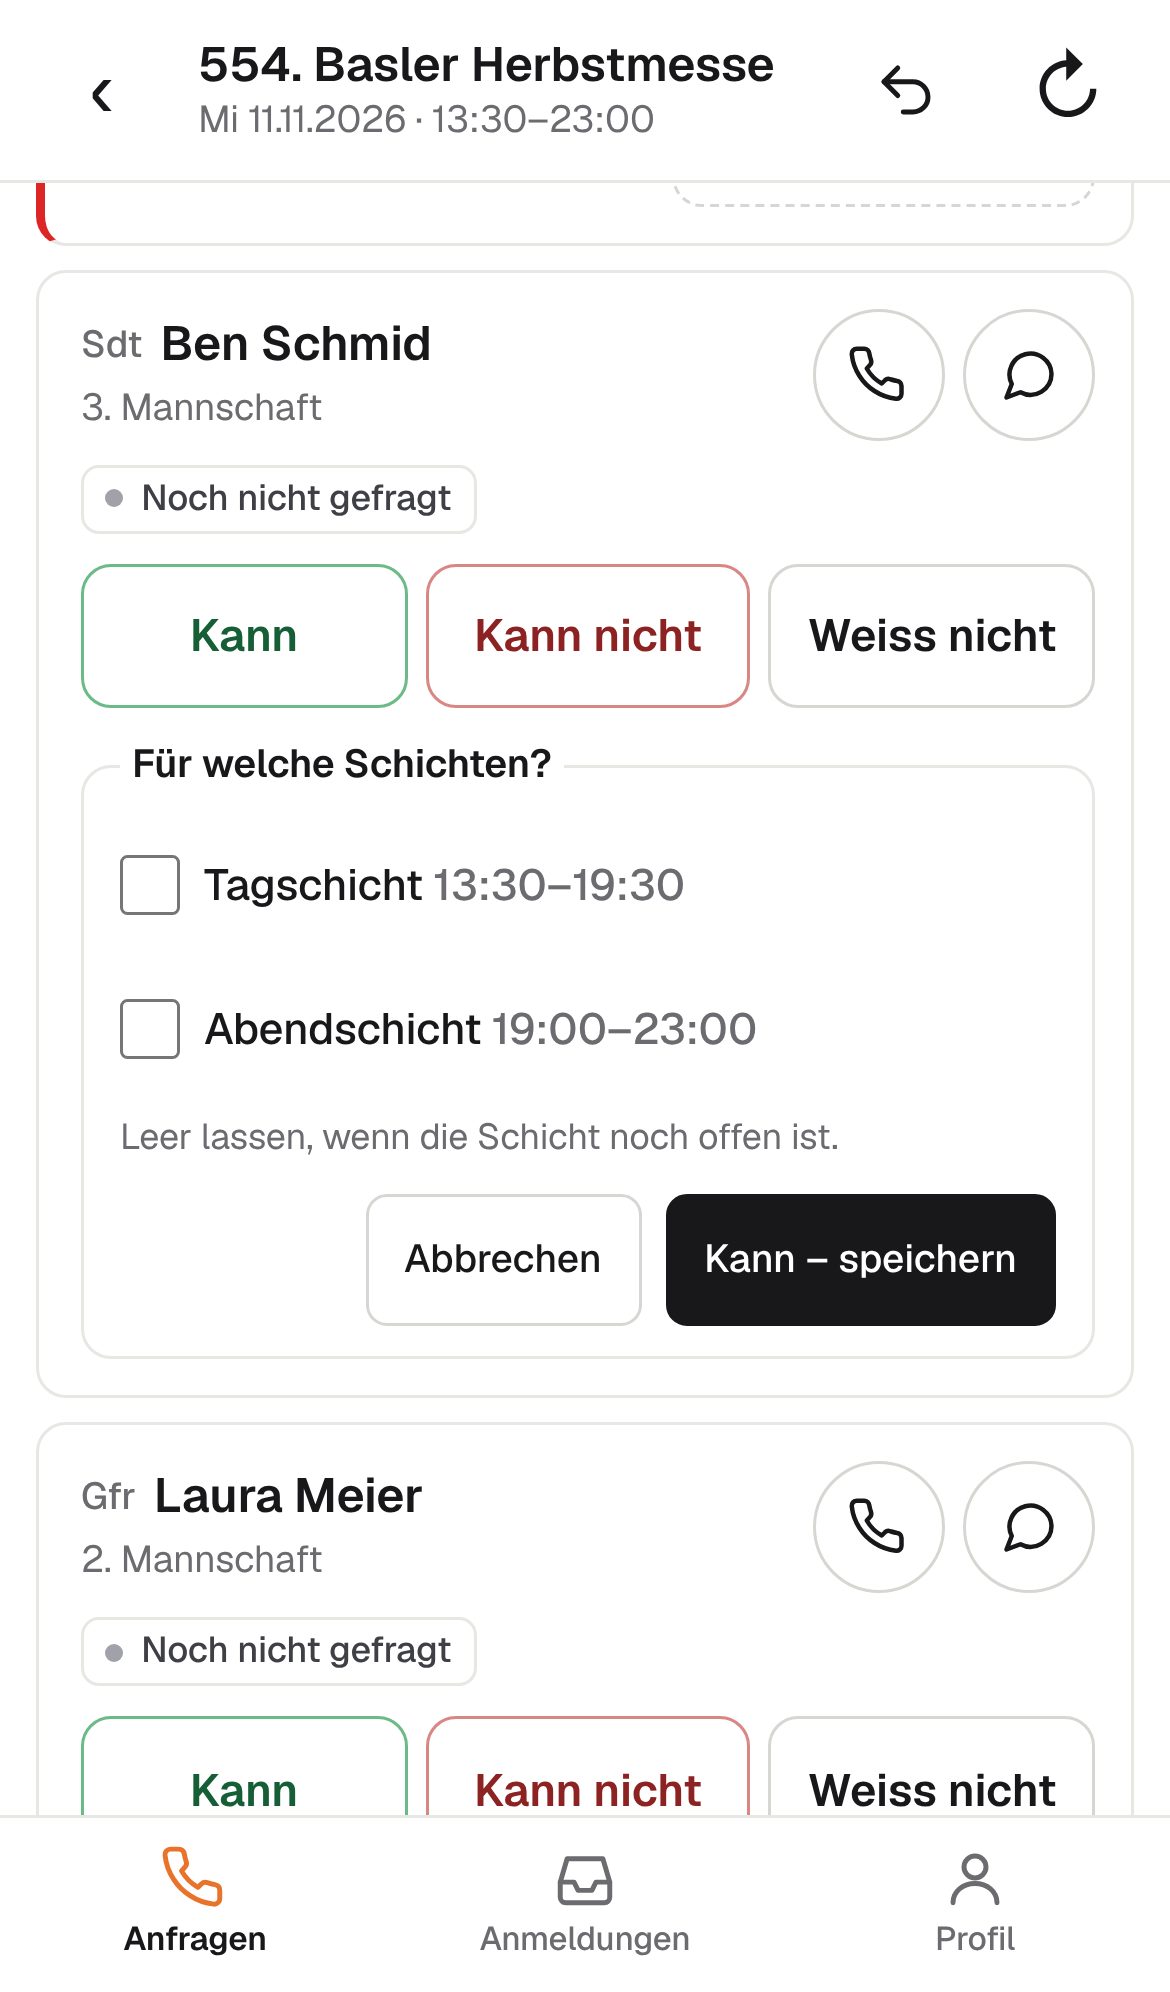 554. Basler Herbstmesse
Mi 11.11.2026 · 13:30–23:00
Sdt Ben Schmid
3. Mannschaft
Noch nicht gefragt
Kann
Kann nicht
Weiss nicht
Für welche Schichten?
Tagschicht 13:30–19:30
Abendschicht 19:00–23:00
Leer lassen, wenn die Schicht noch offen ist.
Abbrechen
Kann – speichern
Gfr Laura Meier
2. Mannschaft
Noch nicht gefragt
Kann
Kann nicht
Weiss nicht
Anfragen
Anmeldungen
Profil